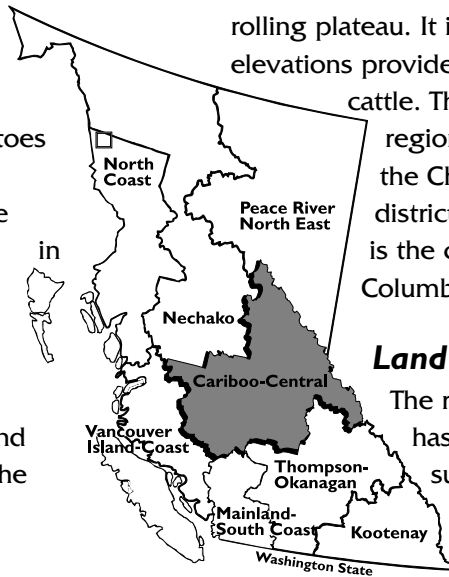 rolling plateau. It i
elevations provide
cattle. Th
toes
region
the Ch
e
district
in
is the c
Columb
Land
The r
has
nd
su
he
North
Coast
Peace River
North East
Nechako
Cariboo-Central
Vancouver
Island-Coast
Thompson-
Okanagan
Mainland-
South Coast
Kootenay
Washington State